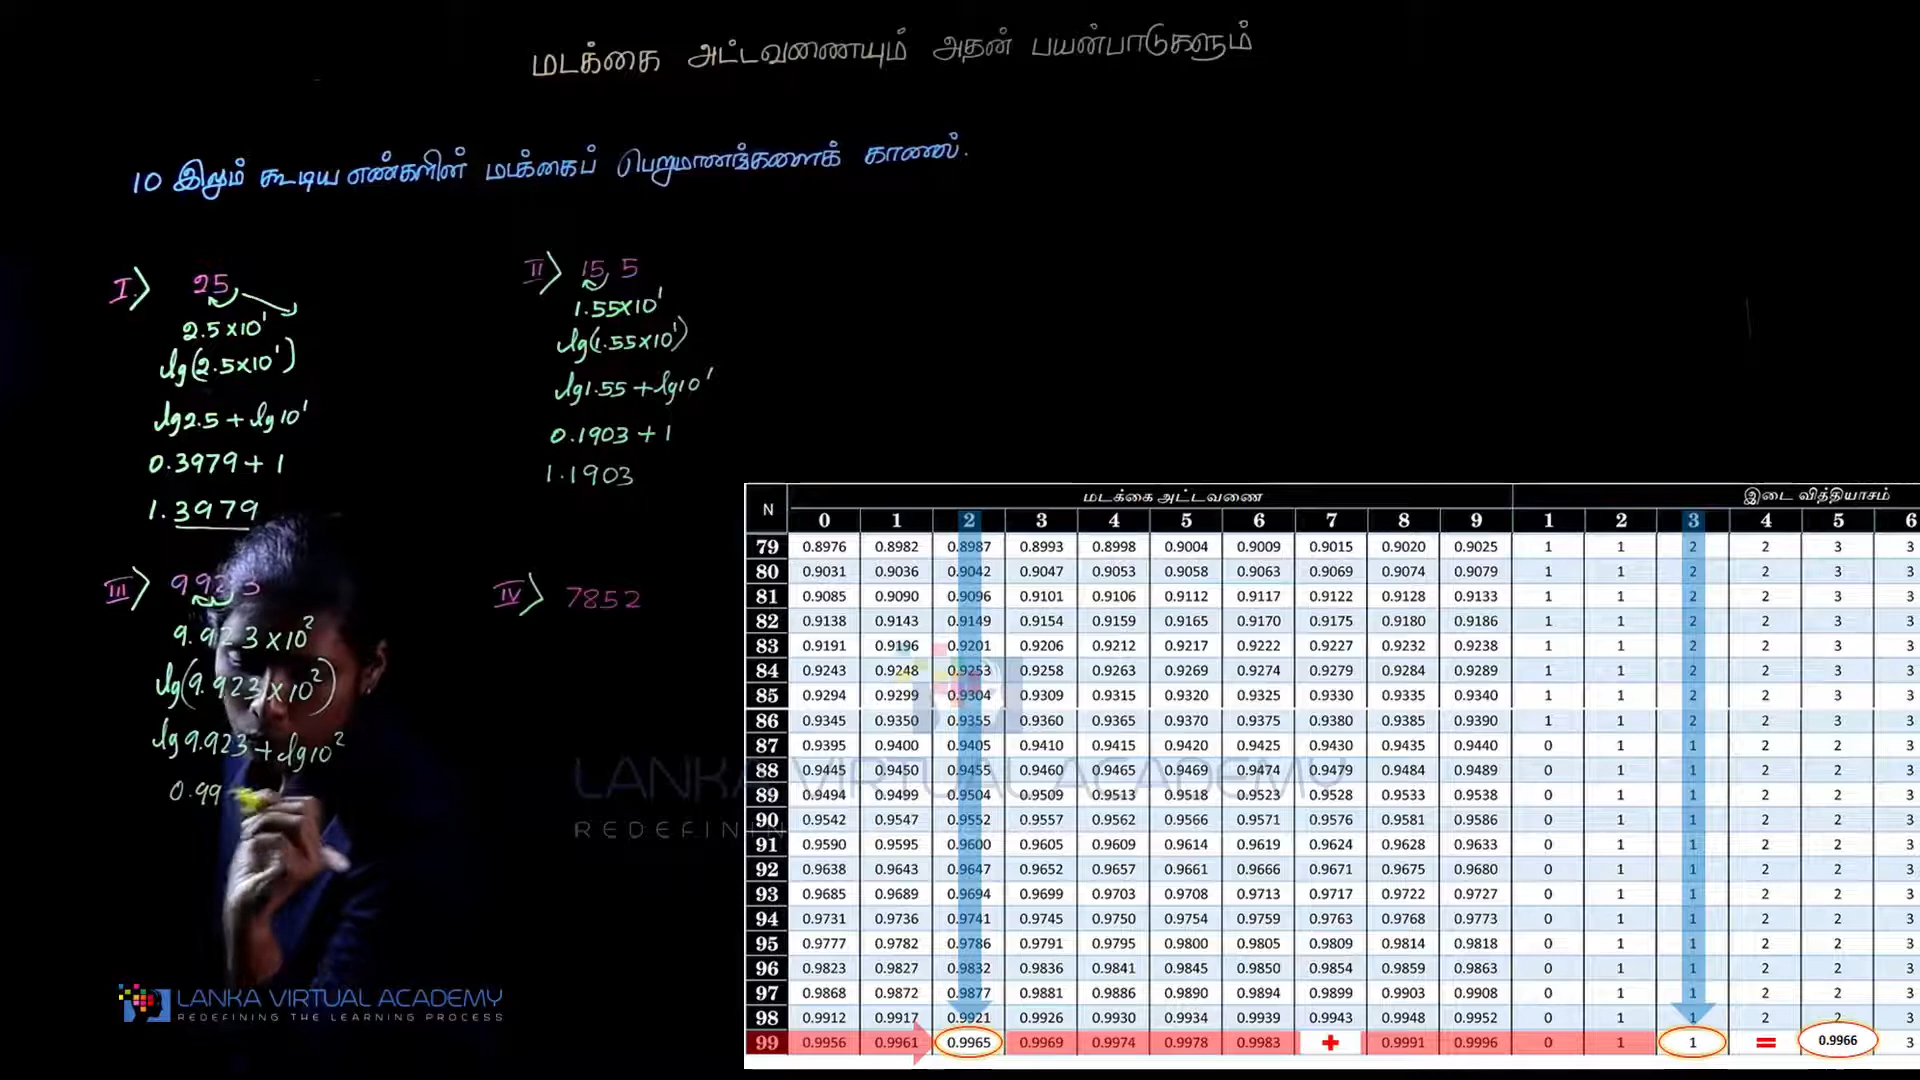 மடக்கை அட்டவணையும் அதன் பயன்பாடுகளும்
10 இலும் கூடிய எண்களின் மடக்கைப் பெறுமானங்களைக் காணல்.
I) 25
2.5×10¹
lg(2.5×10¹)
lg2.5 + lg10¹
0.3979 + 1
1.3979
II) 15.5
1.55×10¹
lg(1.55×10¹)
lg1.55 + lg10¹
0.1903 + 1
1.1903
III) 992.3
9.923×10²
lg(9.923×10²)
lg9.923 + lg10²
0.99
IV) 7852
N மடக்கை அட்டவணை இடை வித்தியாசம்
0 1 2 3 4 5 6 7 8 9 1 2 3 4 5 6
79 0.8976 0.8982 0.8987 0.8993 0.8998 0.9004 0.9009 0.9015 0.9020 0.9025 1 1 2 2 3 3
80 0.9031 0.9036 0.9042 0.9047 0.9053 0.9058 0.9063 0.9069 0.9074 0.9079 1 1 2 2 3 3
81 0.9085 0.9090 0.9096 0.9101 0.9106 0.9112 0.9117 0.9122 0.9128 0.9133 1 1 2 2 3 3
82 0.9138 0.9143 0.9149 0.9154 0.9159 0.9165 0.9170 0.9175 0.9180 0.9186 1 1 2 2 3 3
83 0.9191 0.9196 0.9201 0.9206 0.9212 0.9217 0.9222 0.9227 0.9232 0.9238 1 1 2 2 3 3
84 0.9243 0.9248 0.9253 0.9258 0.9263 0.9269 0.9274 0.9279 0.9284 0.9289 1 1 2 2 3 3
85 0.9294 0.9299 0.9304 0.9309 0.9315 0.9320 0.9325 0.9330 0.9335 0.9340 1 1 2 2 3 3
86 0.9345 0.9350 0.9355 0.9360 0.9365 0.9370 0.9375 0.9380 0.9385 0.9390 1 1 2 2 3 3
87 0.9395 0.9400 0.9405 0.9410 0.9415 0.9420 0.9425 0.9430 0.9435 0.9440 0 1 1 2 2 3
88 0.9445 0.9450 0.9455 0.9460 0.9465 0.9469 0.9474 0.9479 0.9484 0.9489 0 1 1 2 2 3
89 0.9494 0.9499 0.9504 0.9509 0.9513 0.9518 0.9523 0.9528 0.9533 0.9538 0 1 1 2 2 3
90 0.9542 0.9547 0.9552 0.9557 0.9562 0.9566 0.9571 0.9576 0.9581 0.9586 0 1 1 2 2 3
91 0.9590 0.9595 0.9600 0.9605 0.9609 0.9614 0.9619 0.9624 0.9628 0.9633 0 1 1 2 2 3
92 0.9638 0.9643 0.9647 0.9652 0.9657 0.9661 0.9666 0.9671 0.9675 0.9680 0 1 1 2 2 3
93 0.9685 0.9689 0.9694 0.9699 0.9703 0.9708 0.9713 0.9717 0.9722 0.9727 0 1 1 2 2 3
94 0.9731 0.9736 0.9741 0.9745 0.9750 0.9754 0.9759 0.9763 0.9768 0.9773 0 1 1 2 2 3
95 0.9777 0.9782 0.9786 0.9791 0.9795 0.9800 0.9805 0.9809 0.9814 0.9818 0 1 1 2 2 3
96 0.9823 0.9827 0.9832 0.9836 0.9841 0.9845 0.9850 0.9854 0.9859 0.9863 0 1 1 2 2 3
97 0.9868 0.9872 0.9877 0.9881 0.9886 0.9890 0.9894 0.9899 0.9903 0.9908 0 1 1 2 2 3
98 0.9912 0.9917 0.9921 0.9926 0.9930 0.9934 0.9939 0.9943 0.9948 0.9952 0 1 1 2 2 3
99 0.9956 0.9961 0.9965 0.9969 0.9974 0.9978 0.9983 + 0.9991 0.9996 0 1 1 = 0.9966 3
LANKA VIRTUAL ACADEMY
REDEFININ
LANKA VIRTUAL ACADEMY
REDEFINING THE LEARNING PROCESS